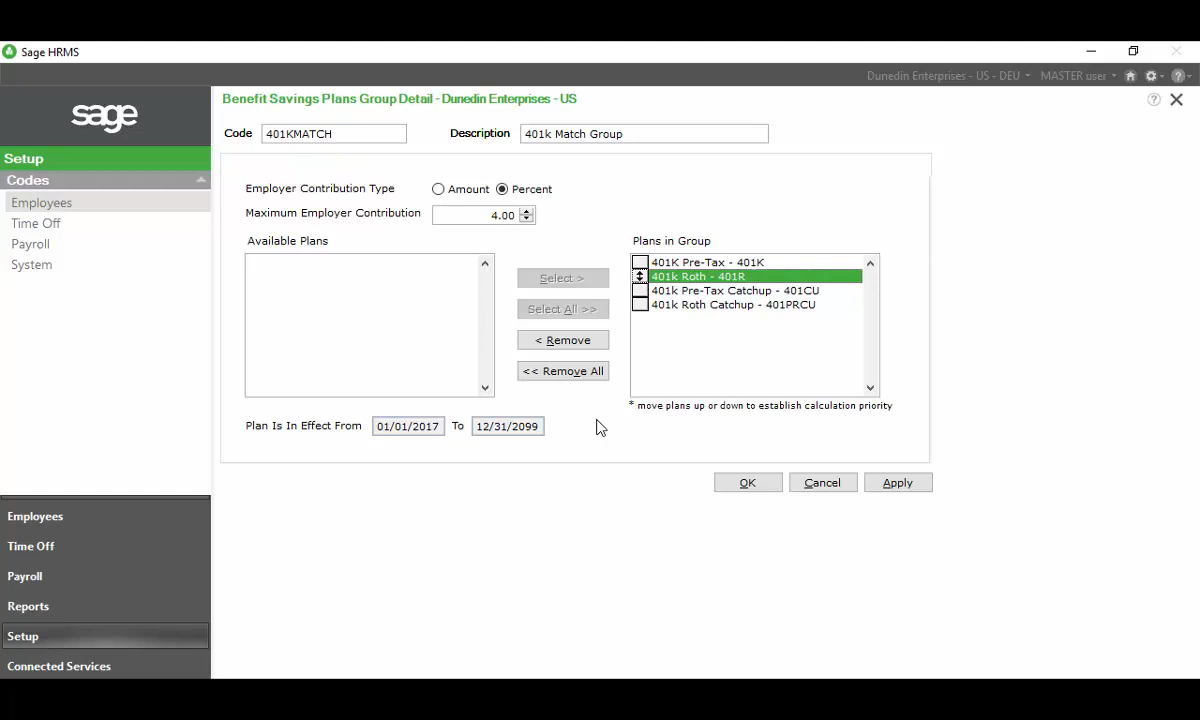 Sage HRMS
Dunedin Enterprises - US - DEU MASTER user ?
sage
Benefit Savings Plans Group Detail - Dunedin Enterprises - US
?
Code 401KMATCH Description 401k Match Group
Setup
Codes
Employees
Time Off
Payroll
System
Employer Contribution Type Amount Percent
Maximum Employer Contribution 4.00
Available Plans Plans in Group
Select >
Select All >>
< Remove
<< Remove All
401K Pre-Tax - 401K
401k Roth - 401R
401k Pre-Tax Catchup - 401CU
401k Roth Catchup - 401PRCU
* move plans up or down to establish calculation priority
Plan Is In Effect From 01/01/2017 To 12/31/2099
OK Cancel Apply
Employees
Time Off
Payroll
Reports
Setup
Connected Services